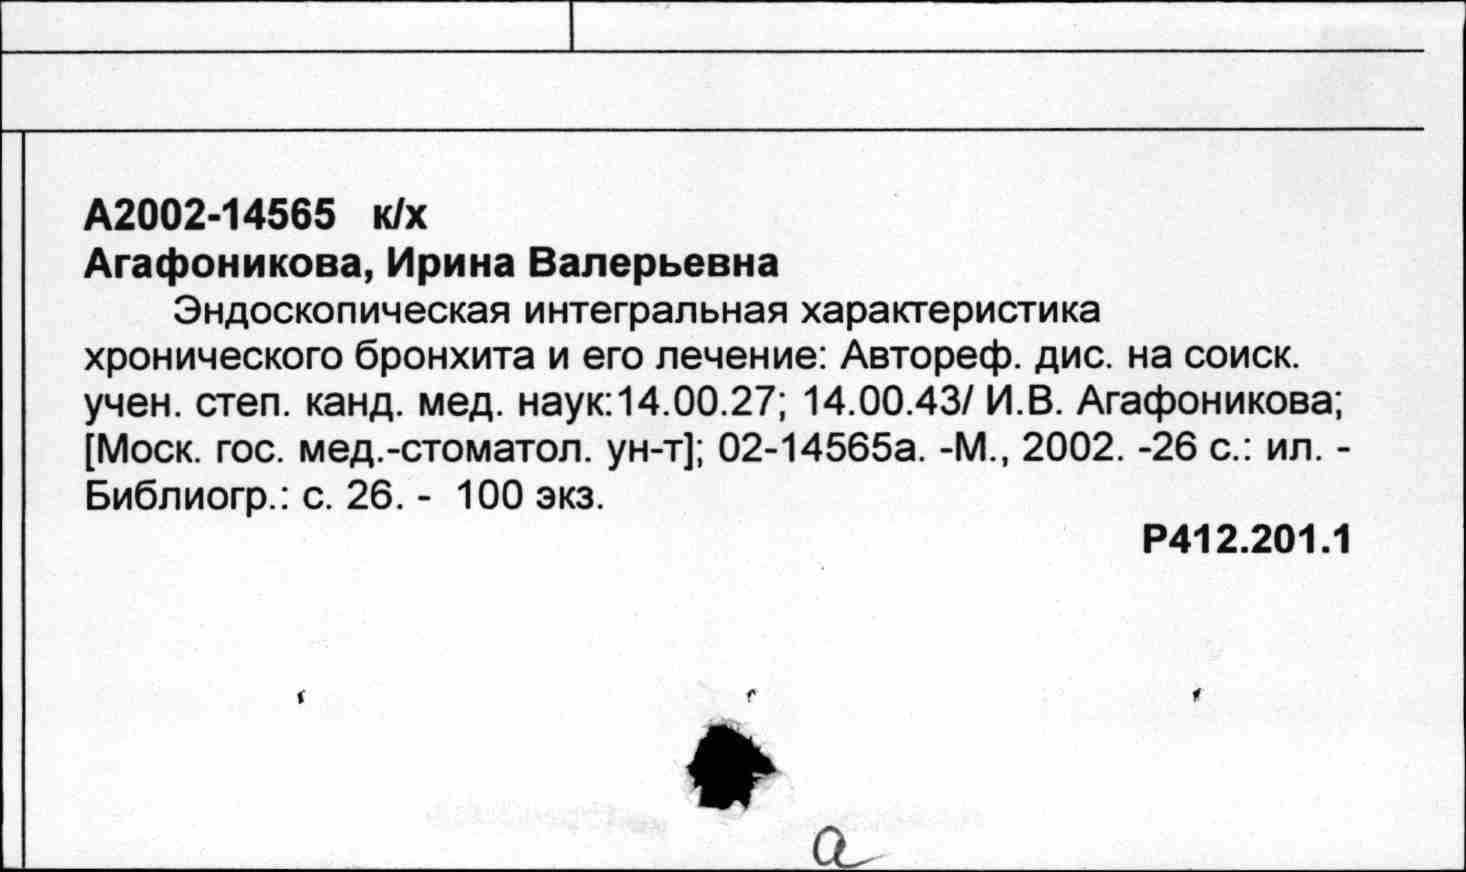 А2002-14565 к/х
Агафоникова, Ирина Валерьевна
Эндоскопическая интегральная характеристика
хронического бронхита и его лечение: Автореф. дис. на соиск.
учен. степ. канд. мед. наук:14.00.27; 14.00.43/ И.В. Агафоникова;
[Моск. гос. мед.-стоматол. ун-т]; 02-14565а. -М., 2002. -26 с.: ил. -
Библиогр.: с. 26. - 100 экз.
Р412.201.1
а